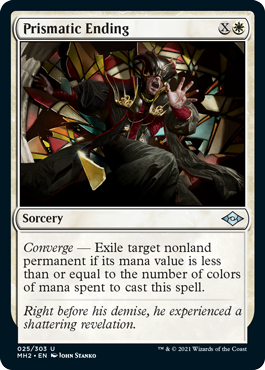 Prismatic Ending X
Sorcery
Converge — Exile target nonland
permanent if its mana value is less
than or equal to the number of colors
of mana spent to cast this spell.
Right before his demise, he experienced a
shattering revelation.
025/303 U
MH2 • EN JOHN STANKO
™ & © 2021 Wizards of the Coast